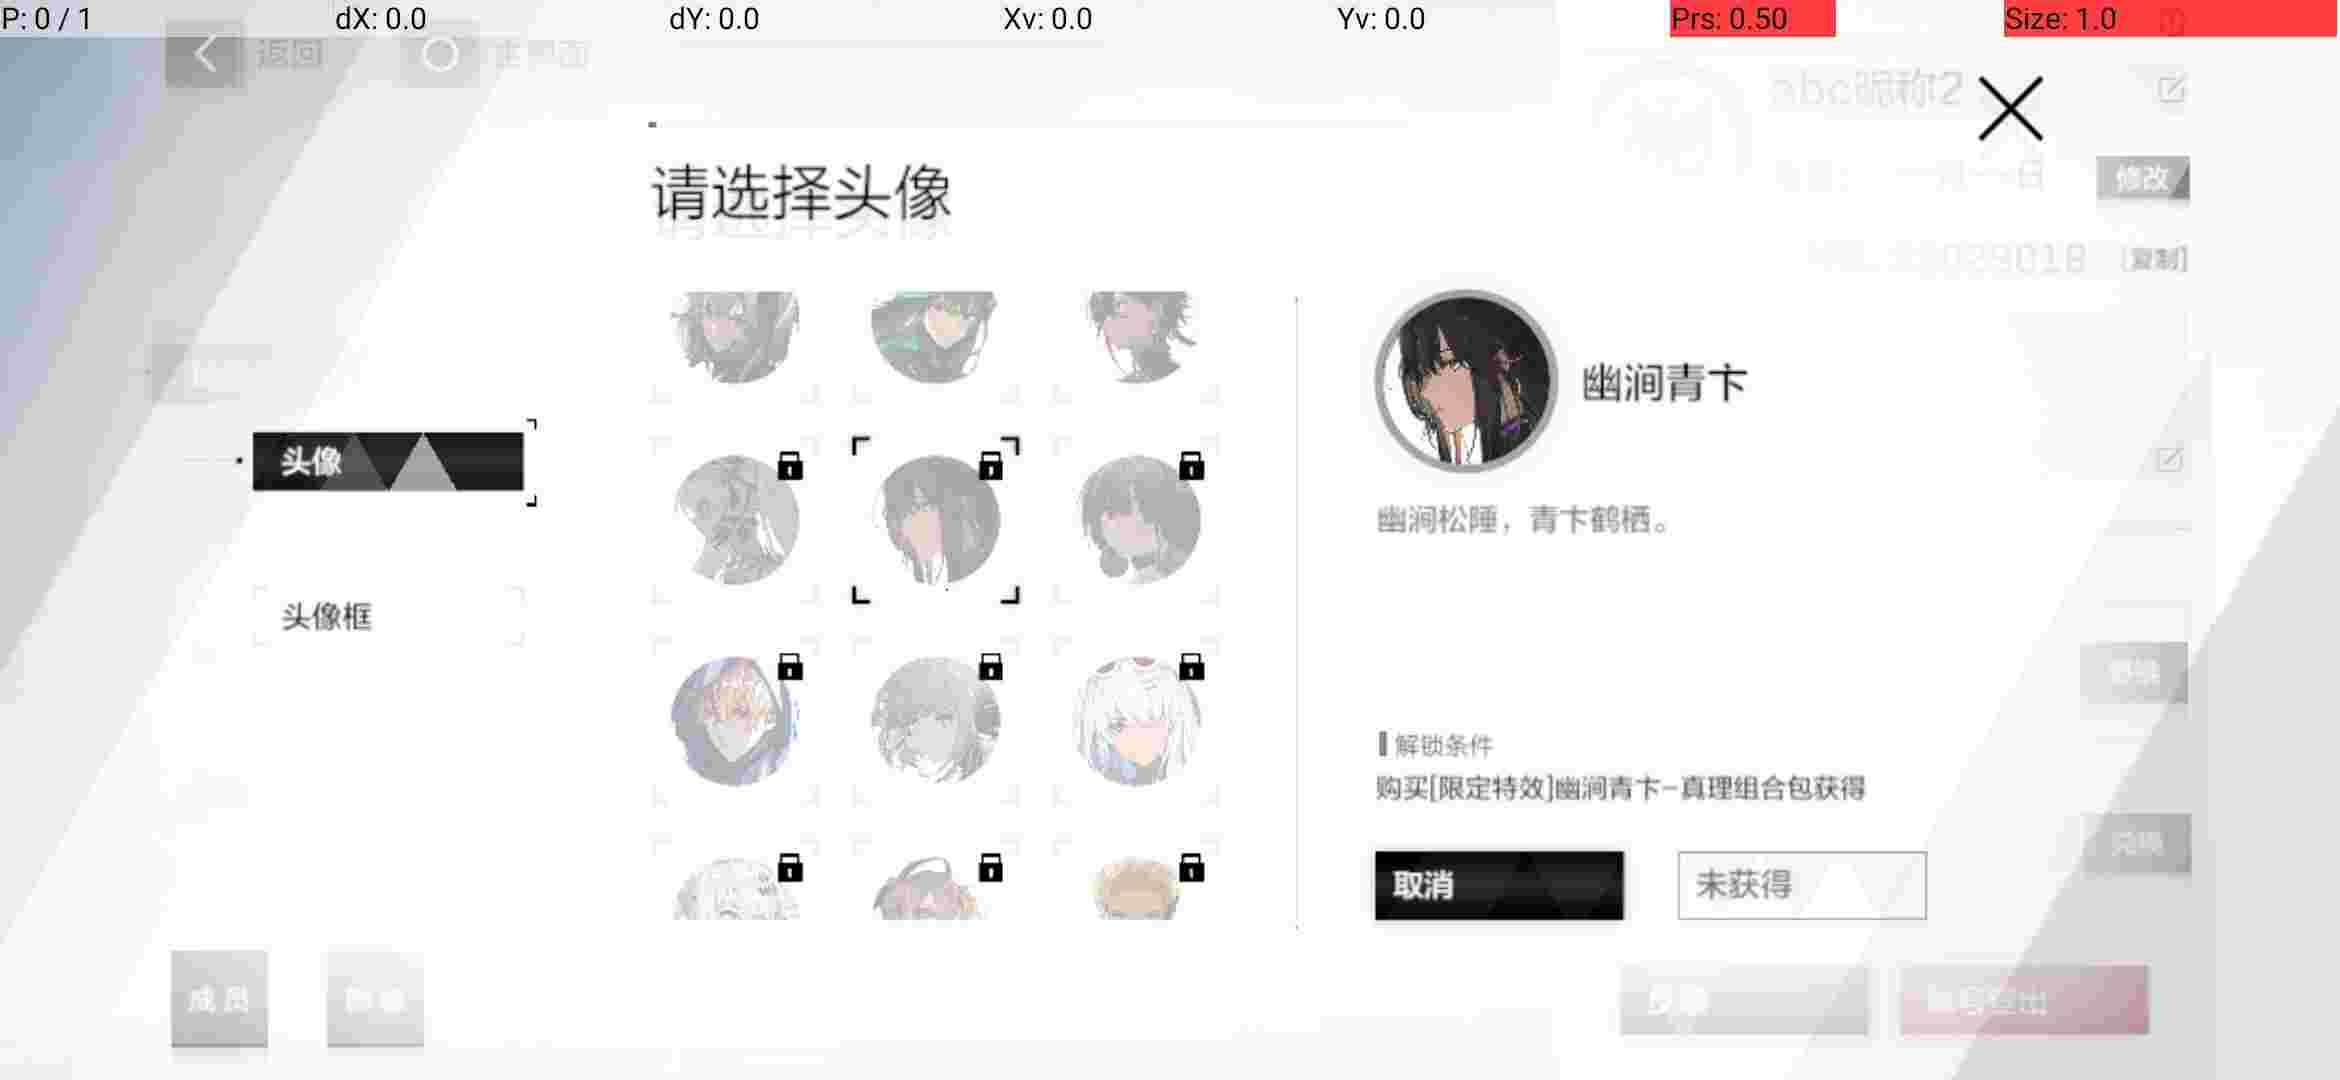 P: 0 / 1
dX: 0.0
dY: 0.0
Xv: 0.0
Yv: 0.0
Prs: 0.50
Size: 1.0
返回
主界面
abc昵称2
修改
日
[复制]
请选择头像
头像
头像框
幽涧青卞
幽涧松陲，青卞鹤栖。
解锁条件
购买[限定特效]幽涧青卞-真理组合包获得
取消
未获得
兑换
成员